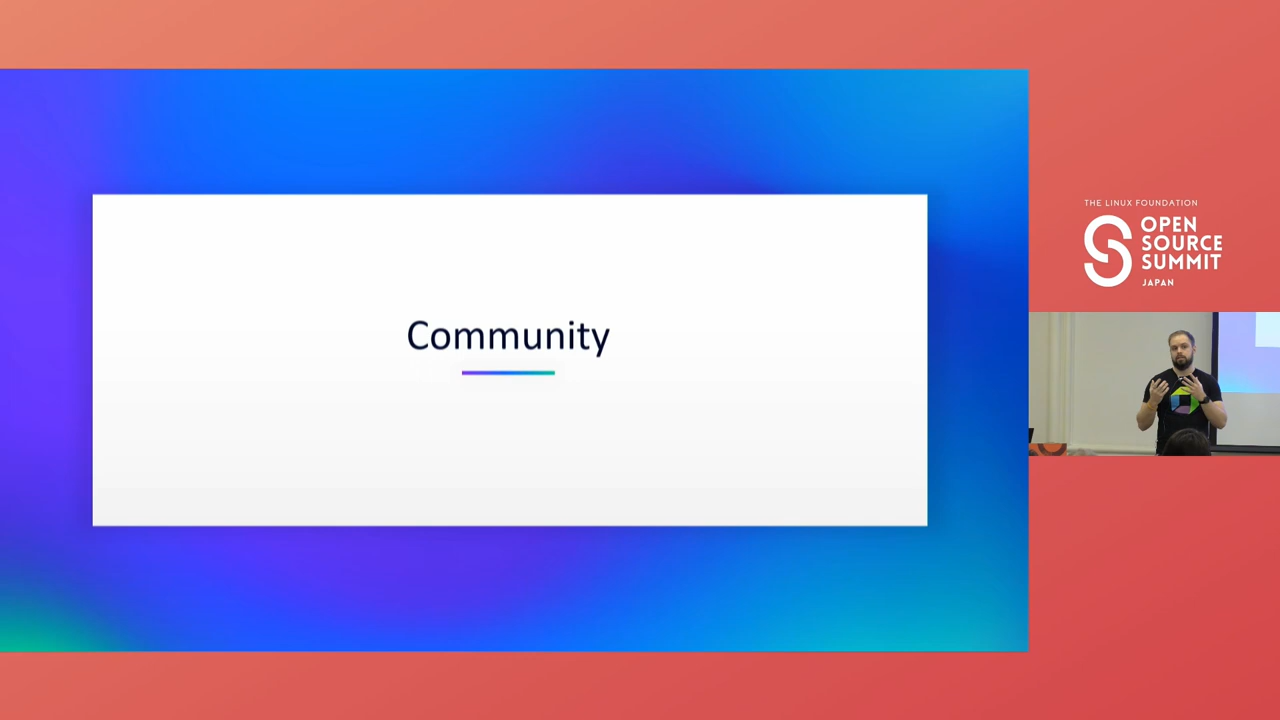 Community
THE LINUX FOUNDATION
OPEN
SOURCE
SUMMIT
JAPAN